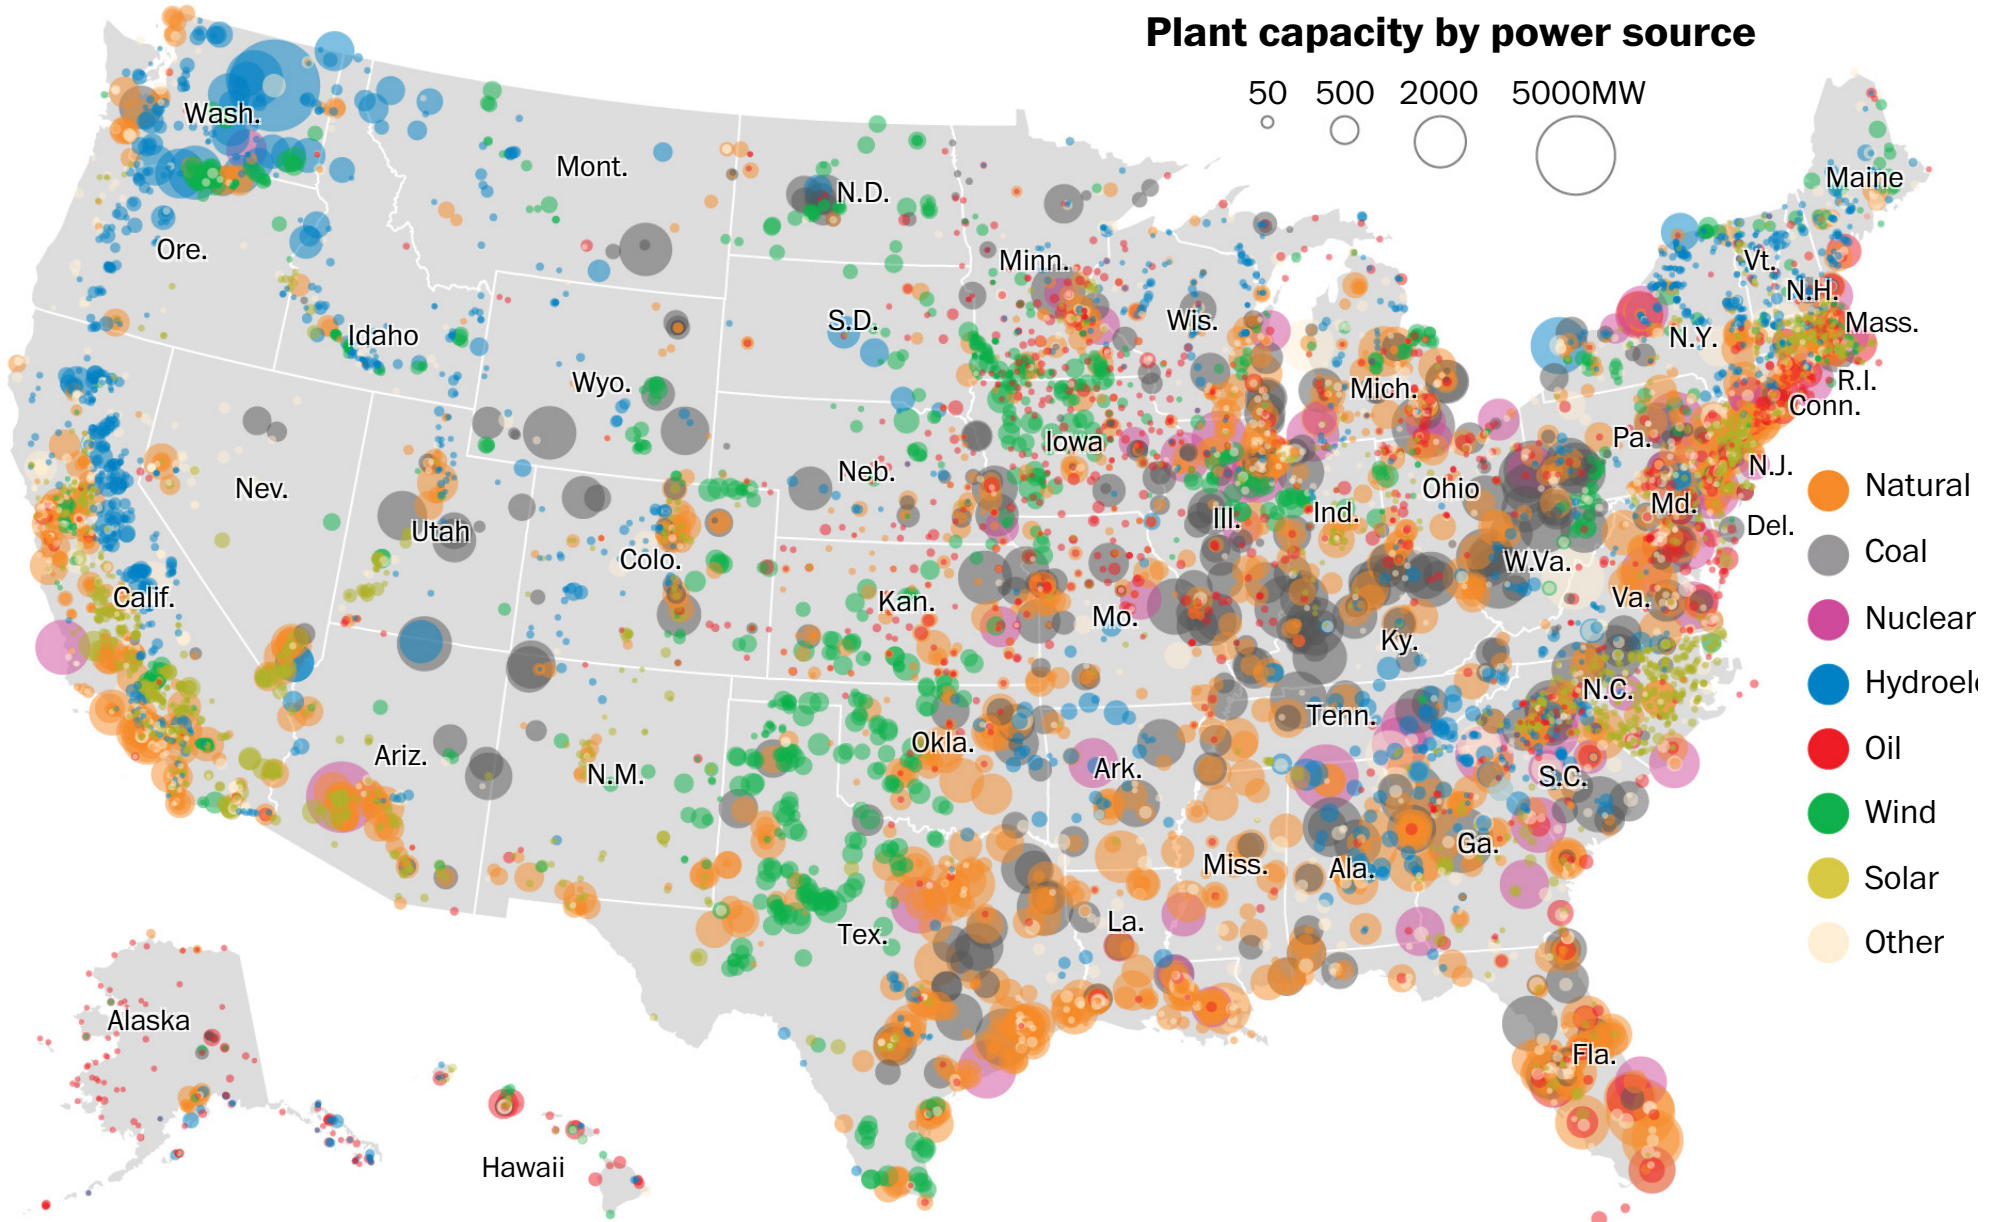 Plant capacity by power source
50 500 2000 5000MW
Wash.
Mont.
N.D.
Minn.
Maine
Ore.
Idaho
S.D.
Wis.
Vt.
N.H.
Mass.
N.Y.
R.I.
Conn.
Wyo.
Mich.
Iowa
Pa.
N.J.
Nev.
Utah
Neb.
Ill.
Ind.
Ohio
Md.
Del.
Colo.
W.Va.
Calif.
Kan.
Mo.
Ky.
Va.
N.C.
Tenn.
Ariz.
N.M.
Okla.
Ark.
S.C.
Miss.
Ala.
Ga.
Tex.
La.
Fla.
Alaska
Hawaii
Natural
Coal
Nuclear
Hydroel
Oil
Wind
Solar
Other